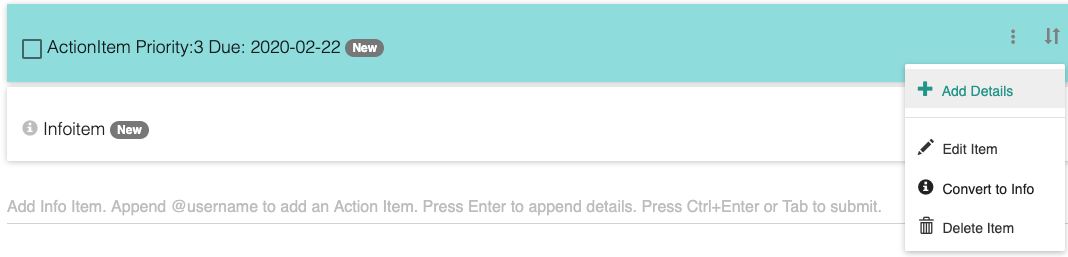 ActionItem Priority:3 Due: 2020-02-22 New
Add Details
Infoitem New
Edit Item
Convert to Info
Add Info Item. Append @username to add an Action Item. Press Enter to append details. Press Ctrl+Enter or Tab to submit.
Delete Item